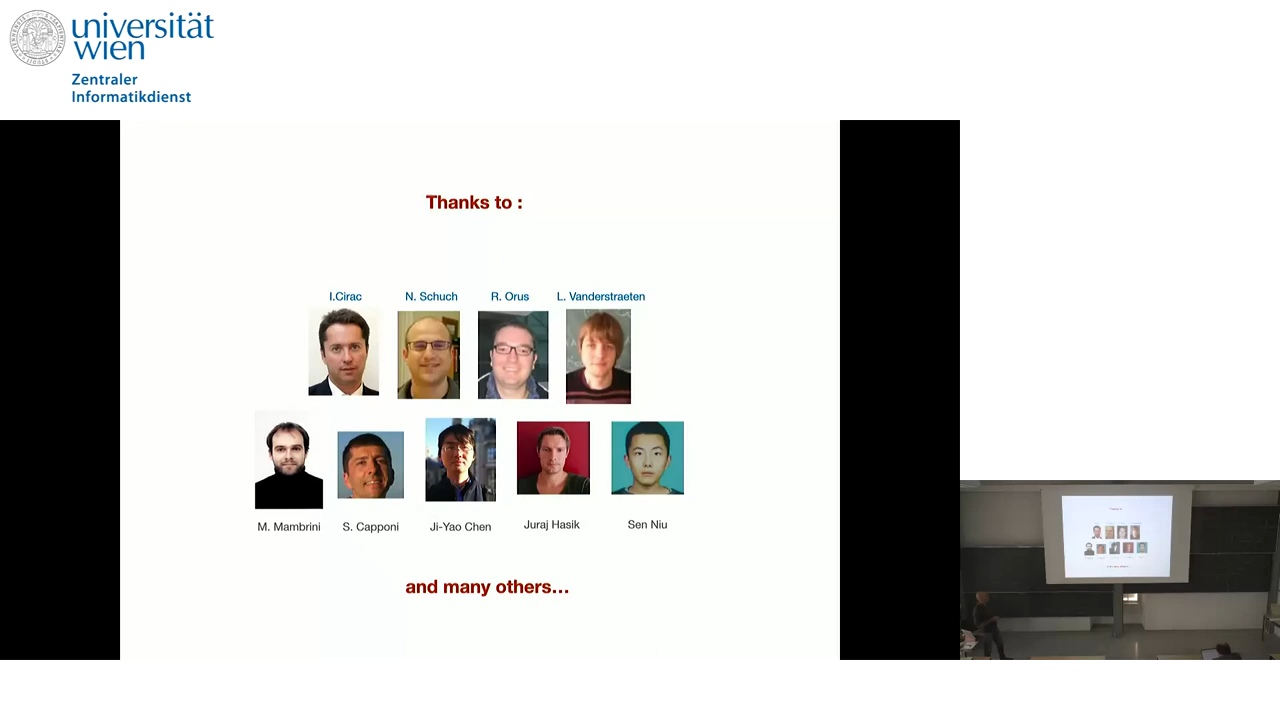 universität
wien
Zentraler
Informatikdienst
Thanks to :
I.Cirac N. Schuch R. Orus L. Vanderstraeten
M. Mambrini S. Capponi Ji-Yao Chen Juraj Hasik Sen Niu
and many others...